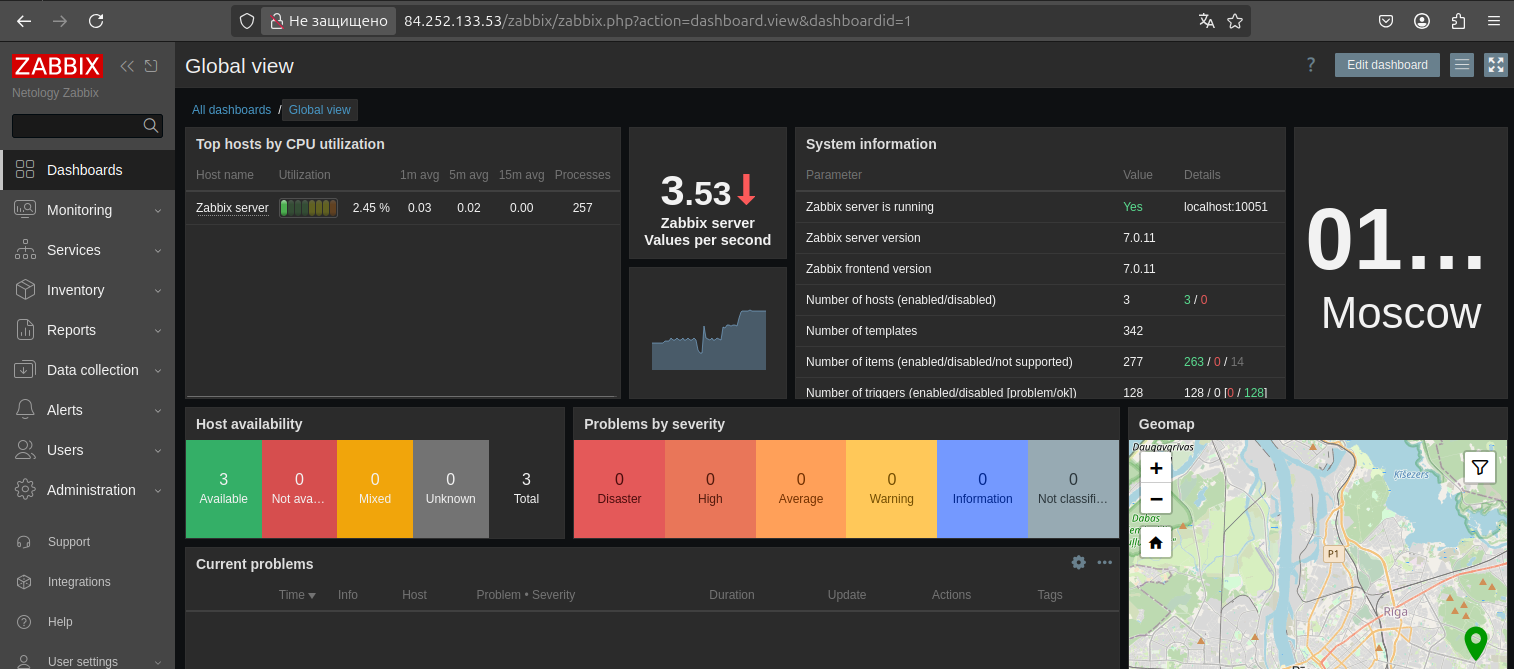 Не защищено 84.252.133.53/zabbix/zabbix.php?action=dashboard.view&dashboardid=1
ZABBIX
Netology Zabbix
Dashboards
Monitoring
Services
Inventory
Reports
Data collection
Alerts
Users
Administration
Support
Integrations
Help
User settings
Global view
? Edit dashboard
All dashboards / Global view
Top hosts by CPU utilization
Host name Utilization 1m avg 5m avg 15m avg Processes
Zabbix server 2.45 % 0.03 0.02 0.00 257
3.53
Zabbix server
Values per second
System information
Parameter Value Details
Zabbix server is running Yes localhost:10051
Zabbix server version 7.0.11
Zabbix frontend version 7.0.11
Number of hosts (enabled/disabled) 3 3 / 0
Number of templates 342
Number of items (enabled/disabled/not supported) 277 263 / 0 / 14
Number of triggers (enabled/disabled [problem/ok]) 128 128 / 0 [0 / 128]
01...
Moscow
Host availability
3 Available
0 Not ava...
0 Mixed
0 Unknown
3 Total
Problems by severity
0 Disaster
0 High
0 Average
0 Warning
0 Information
0 Not classifi...
Geomap
Daugavgrīvas
+
−
Ķīšezers
Dabas
P1
Rīga
Current problems
Time Info Host Problem • Severity Duration Update Actions Tags